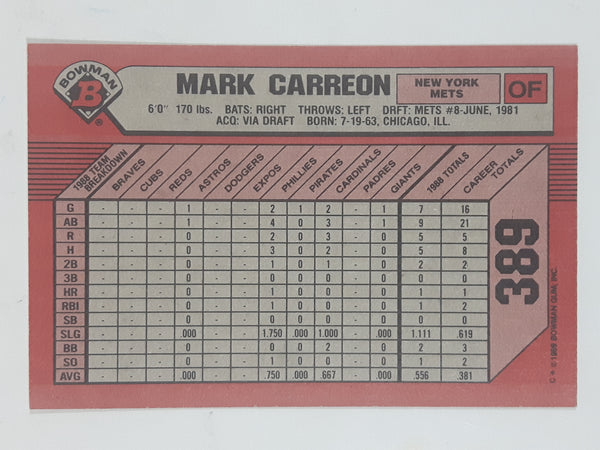 BOWMAN
B
®
MARK CARREON
NEW YORK METS
OF
6'0" 170 lbs. BATS: RIGHT THROWS: LEFT DRFT: METS #8-JUNE, 1981
ACQ: VIA DRAFT BORN: 7-19-63, CHICAGO, ILL.
1988 TEAM BREAKDOWN BRAVES CUBS REDS ASTROS DODGERS EXPOS PHILLIES PIRATES CARDINALS PADRES GIANTS 1988 TOTALS CAREER TOTALS
G - - 1 - - 2 1 2 - 1 7 16
AB - - 1 - - 4 0 3 - 1 9 21
R - - 0 - - 2 0 3 - 0 5 5
H - - 0 - - 3 0 2 - 0 5 8
2B - - 0 - - 1 0 1 - 0 2 2
3B - - 0 - - 0 0 0 - 0 - -
HR - - 0 - - 1 0 0 - 0 1 2
RBI - - 0 - - 1 0 0 - 0 1 2
SB - - 0 - - 0 0 0 - 0 - -
SLG - - .000 - - 1.750 .000 1.000 - .000 1.111 .619
BB - - 0 - - 0 0 2 - 0 2 3
SO - - 0 - - 1 0 0 - 0 1 2
AVG - - .000 - - .750 .000 .667 - .000 .556 .381
389
© * © 1989 BOWMAN GUM, INC.